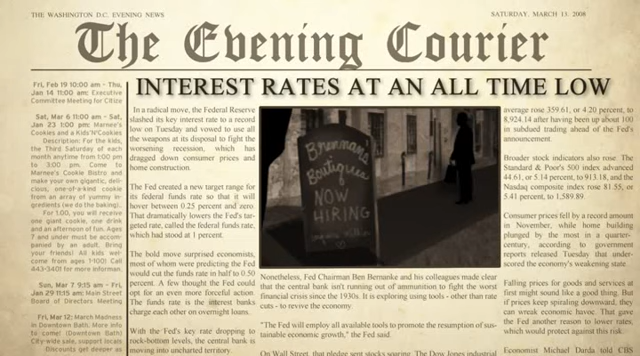 THE WASHINGTON D.C. EVENING NEWS
SATURDAY, MARCH 13, 2008
The Evening Courier
INTEREST RATES AT AN ALL TIME LOW
Fri, Feb 19 10:00 am – Thu,
Jan 14 11:00 am: Executive
Committee Meeting for Citize
Sat, Mar 6 11:00 am – Sat,
Jan 23 1:00 pm: Marnee's
Cookies and a Kids N'Cookies
Description: For the kids,
the Third Saturday of each
month anytime from 1:00 pm
to 3:00 pm. Come to
Marnee's Cookie Bistro and
make your own gigantic, deli-
cious, one-of-a-kind cookie
from an array of yummy in-
gredients (we do the baking!).
For 1.00, you will receive
one giant cookie, one drink
and an afternoon of fun. Ages
7 and under must be accom-
panied by an adult. Bring
your friends! All kids wel-
come from ages 1-100! Call
443-3401 for more informan.
Sun, Mar 7 9:15 am – Fri,
Jan 29 11:15 am: Main Street
Board of Directors Meeting
Fri, Mar 12: March Madness
in Downtown Bath. More info
to come! (Downtown Bath)
City-wide Sale to support
locals
Discounts get deeper as
In a radical move, the Federal Reserve
slashed its key interest rate to a record
low on Tuesday and vowed to use all
the weapons at its disposal to fight the
worsening recession, which has
dragged down consumer prices and
home construction.
The Fed created a new target range for
its federal funds rate so that it will
hover between 0.25 percent and zero.
That dramatically lowers the Fed's tar-
geted rate, called the federal funds rate,
which had stood at 1 percent.
The bold move surprised economists,
most of whom were predicting the Fed
would cut the funds rate in half to 0.50
percent. A few thought the Fed could
opt for an even more forceful action.
The funds rate is the interest banks
charge each other on overnight loans.
With the Fed's key rate dropping to
rock-bottom levels, the central bank is
moving into uncharted territory.
Brennan's
Boutique
NOW
HIRING
Nonetheless, Fed Chairman Ben Bernanke and his colleagues made clear
that the central bank isn't running out of ammunition to fight the worst
financial crisis since the 1930s. It is exploring using tools - other than rate
cuts - to revive the economy.
"The Fed will employ all available tools to promote the resumption of sus-
tainable economic growth," the Fed said.
On Wall Street, that pledge sent stocks soaring. The Dow Jones industrial
average rose 359.61, or 4.20 percent, to
8,924.14 after having been up about 100
in subdued trading ahead of the Fed's
announcement.
Broader stock indicators also rose. The
Standard & Poor's 500 index advanced
44.61, or 5.14 percent, to 913.18, and the
Nasdaq composite index rose 81.55, or
5.41 percent, to 1,589.89.
Consumer prices fell by a record amount
in November, while home building
plunged by the most in a quarter-
century, according to government
reports released Tuesday that under-
scored the economy's weakening state.
Falling prices for goods and services at
first might sound like a good thing. But
if prices keep spiraling downward, they
can wreak economic havoc. That gave
the Fed another reason to lower rates,
which would protect against this risk.
Economist Michael Darda told CBS